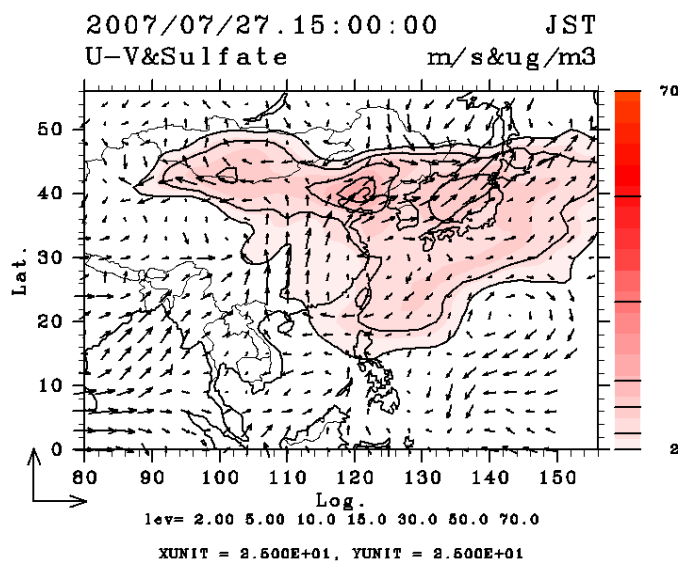 2007/07/27.15:00:00 JST
U-V&Sulfate m/s&ug/m3
70
50
40
30
20
10
0
Lat.
2
80 90 100 110 120 130 140 150
Log.
lev= 2.00 5.00 10.0 15.0 30.0 50.0 70.0
XUNIT = 2.500E+01, YUNIT = 2.500E+01